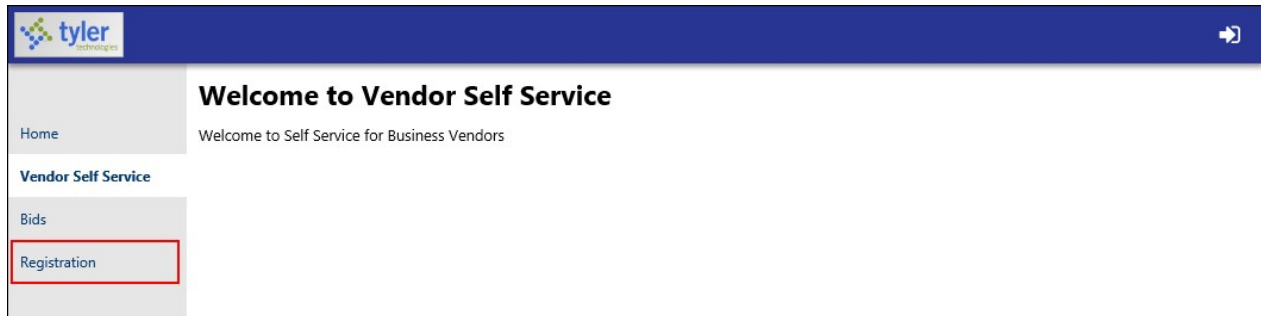 tyler
technologies
Welcome to Vendor Self Service
Welcome to Self Service for Business Vendors
Home
Vendor Self Service
Bids
Registration